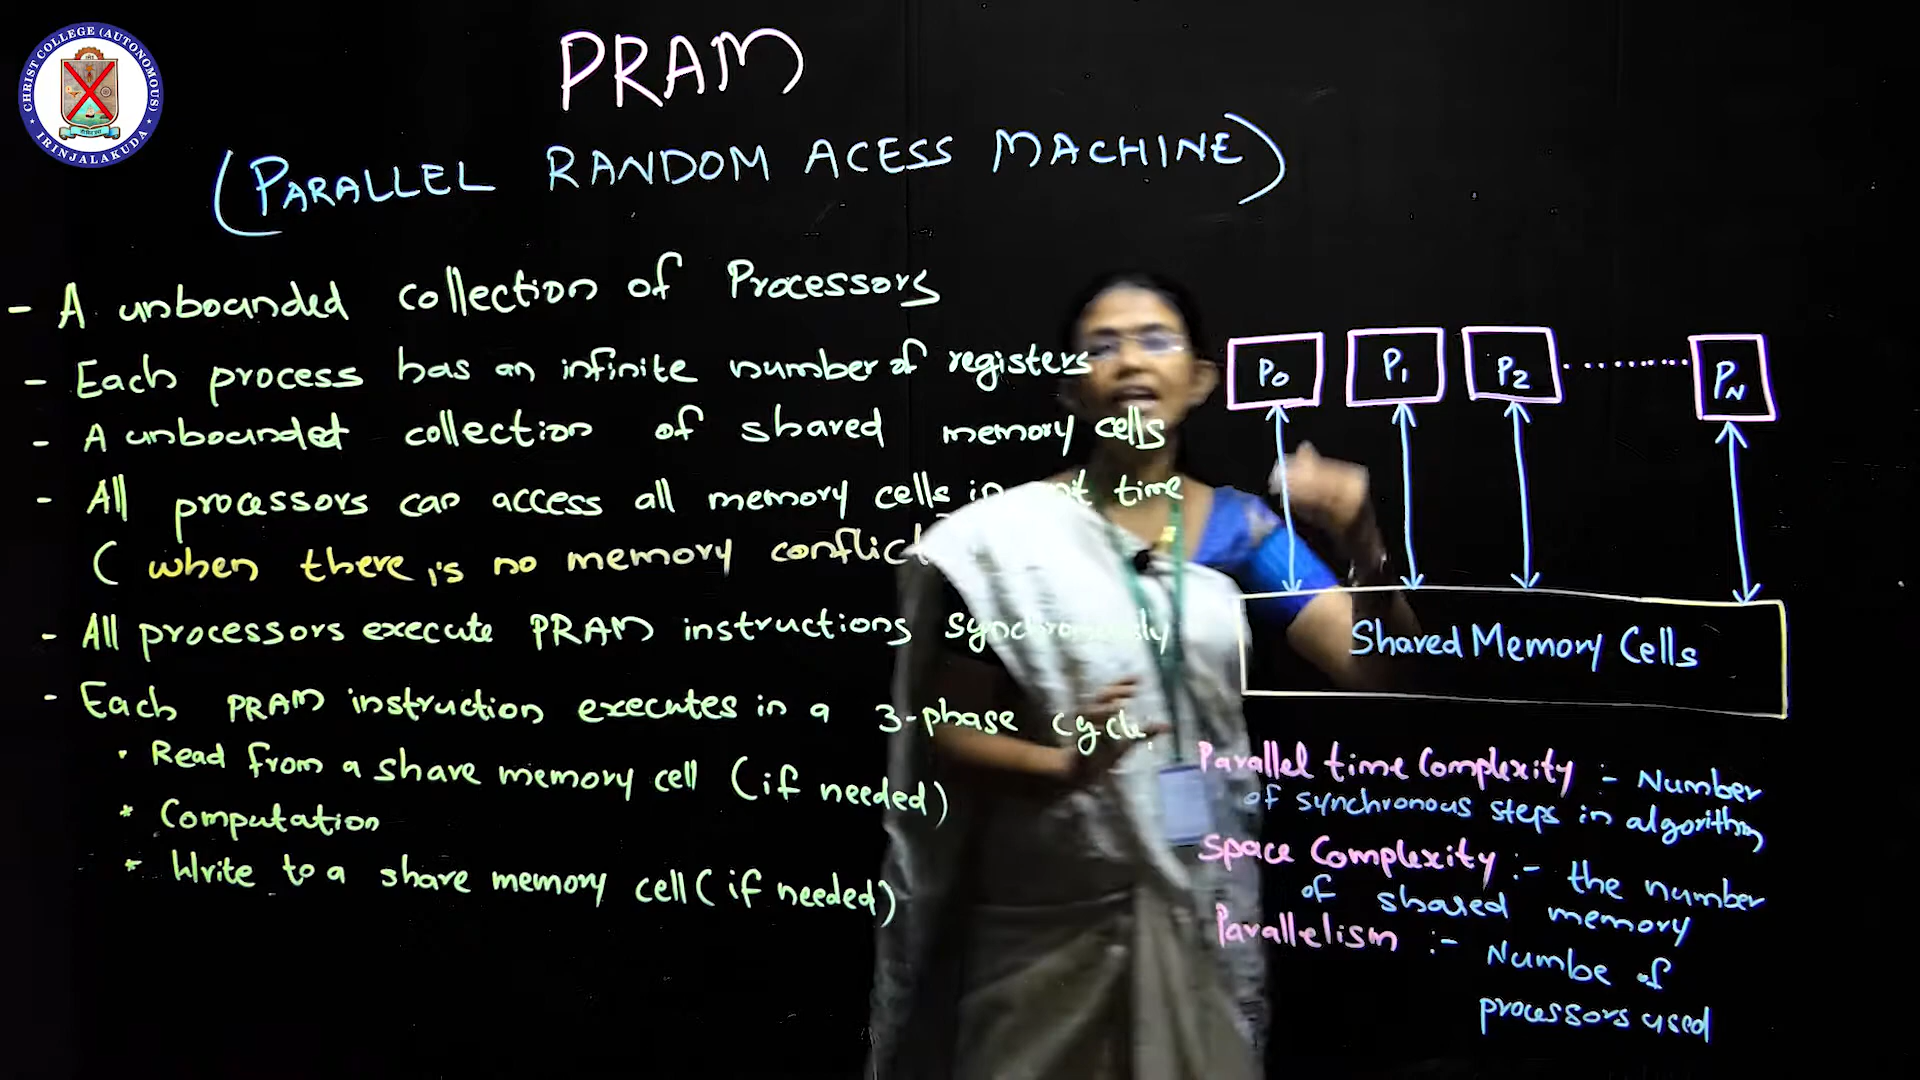 CHRIST COLLEGE (AUTONOMOUS)
IRINJALAKUDA
PRAM
(PARALLEL RANDOM ACESS MACHINE)
- A unbounded collection of Processors
- Each process has an infinite number of registers
- A unbounded collection of shared memory cells
- All processors can access all memory cells in time
( when there is no memory conflict
- All processors execute PRAM instructions Synchronously
- Each PRAM instruction executes in a 3-phase cycle.
• Read from a share memory cell (if needed)
* Computation
* Write to a share memory cell (if needed)
P0 P1 P2 ........... PN
Shared Memory Cells
Parallel time Complexity :- Number
of synchronous steps in algorithm
Space Complexity :- the number
of shared memory
Parallelism :- Numbe of
processors used